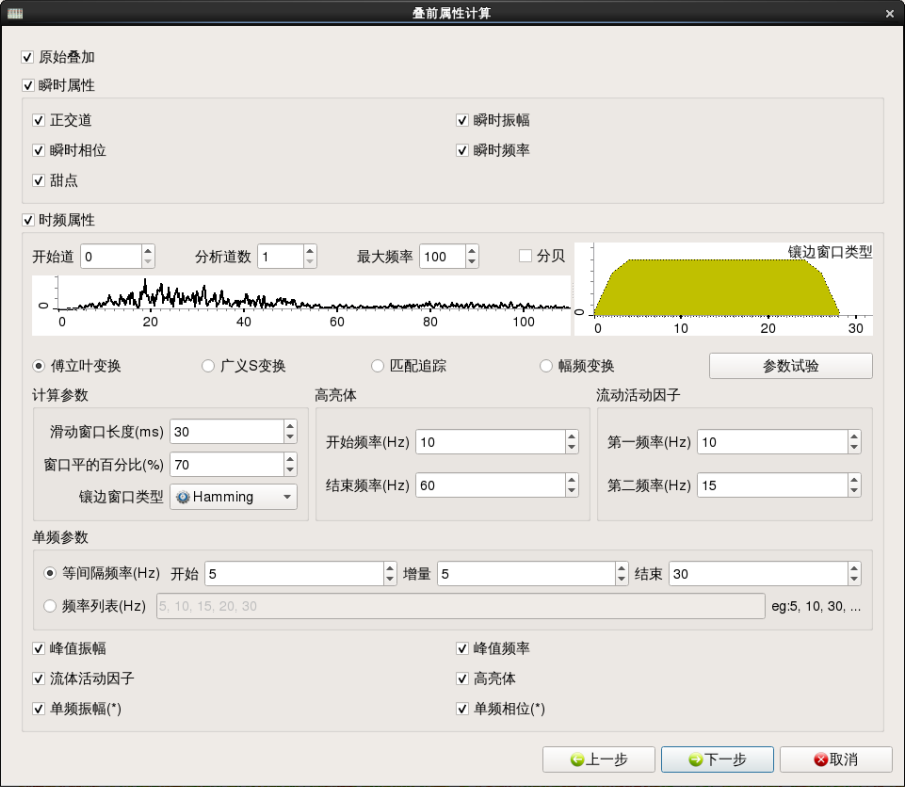 叠前属性计算
原始叠加
瞬时属性
正交道 瞬时振幅
瞬时相位 瞬时频率
甜点
时频属性
开始道 0 分析道数 1 最大频率 100 分贝
镶边窗口类型
0
0 20 40 60 80 100
0
0 10 20 30
傅立叶变换 广义S变换 匹配追踪 幅频变换 参数试验
计算参数 高亮体 流动活动因子
滑动窗口长度(ms) 30
窗口平的百分比(%) 70
镶边窗口类型 Hamming
开始频率(Hz) 10
结束频率(Hz) 60
第一频率(Hz) 10
第二频率(Hz) 15
单频参数
等间隔频率(Hz) 开始 5 增量 5 结束 30
频率列表(Hz) 5, 10, 15, 20, 30 eg:5, 10, 30, ...
峰值振幅 峰值频率
流体活动因子 高亮体
单频振幅(*) 单频相位(*)
上一步 下一步 取消